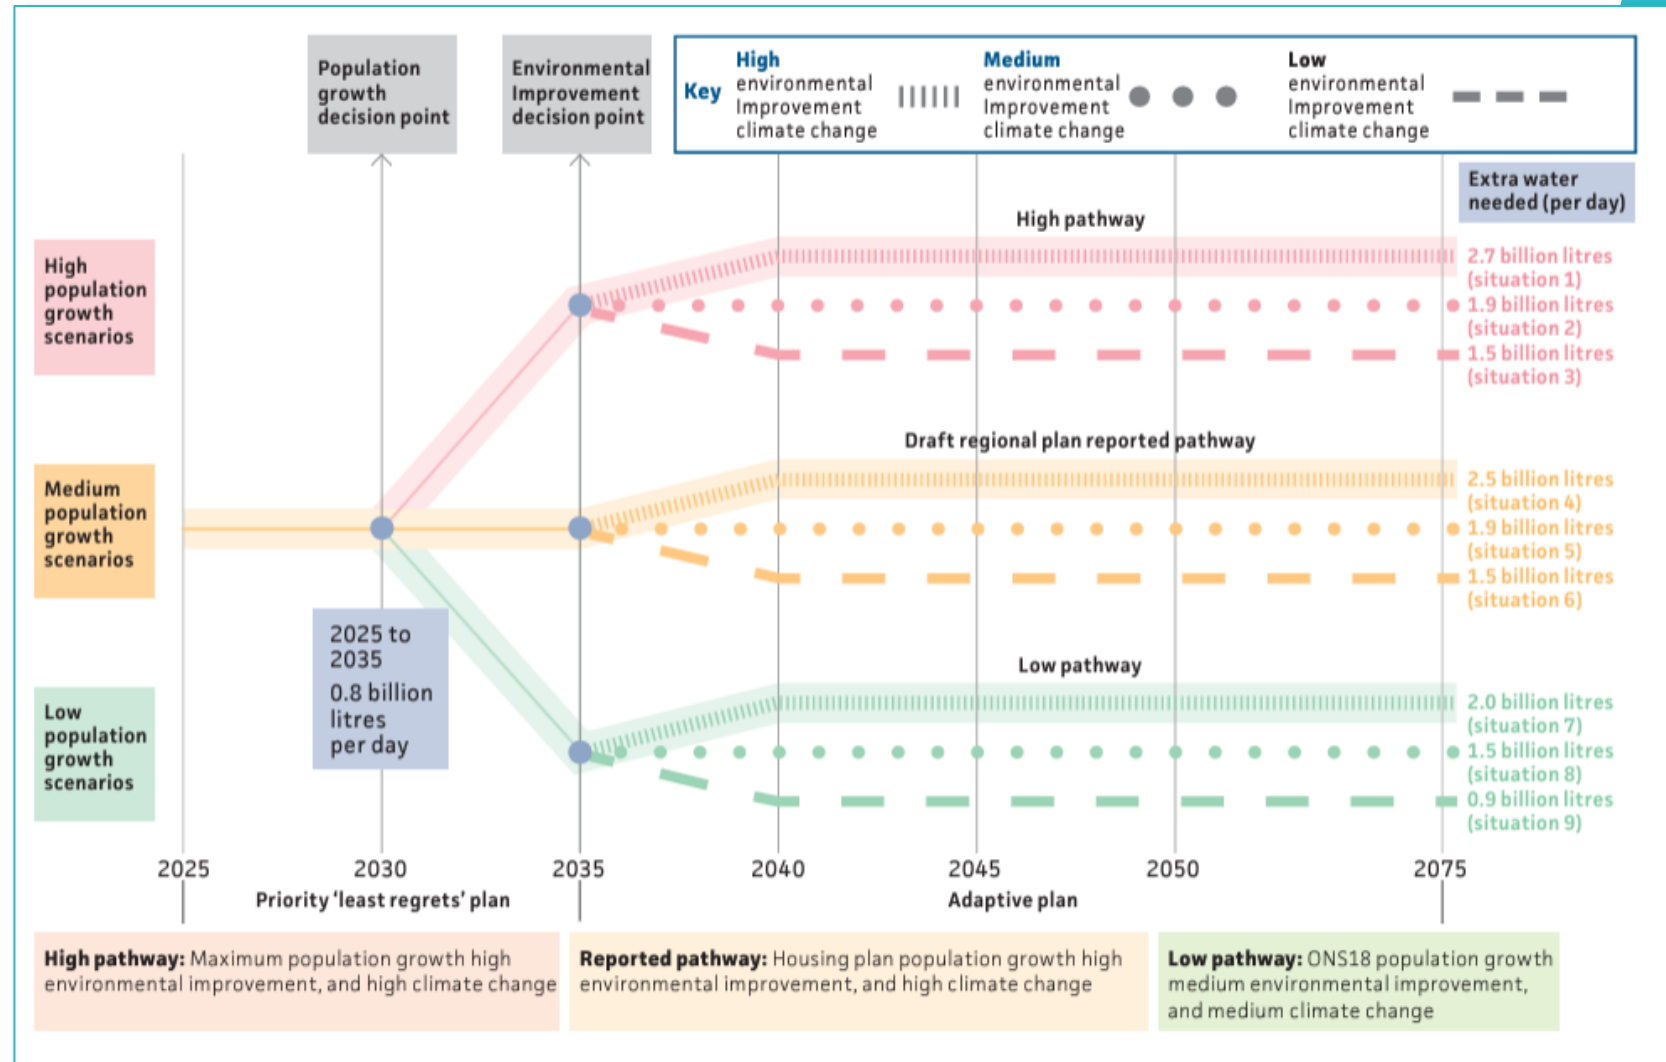 Population
growth
decision point
Environmental
Improvement
decision point
Key
High
environmental
Improvement
climate change
Medium
environmental
Improvement
climate change
Low
environmental
Improvement
climate change
Extra water
needed (per day)
High
population
growth
scenarios
High pathway
2.7 billion litres
(situation 1)
1.9 billion litres
(situation 2)
1.5 billion litres
(situation 3)
Medium
population
growth
scenarios
Draft regional plan reported pathway
2.5 billion litres
(situation 4)
1.9 billion litres
(situation 5)
1.5 billion litres
(situation 6)
2025 to
2035
0.8 billion
litres
per day
Low
population
growth
scenarios
Low pathway
2.0 billion litres
(situation 7)
1.5 billion litres
(situation 8)
0.9 billion litres
(situation 9)
2025 2030 2035 2040 2045 2050 2075
Priority 'least regrets' plan Adaptive plan
High pathway: Maximum population growth high
environmental improvement, and high climate change
Reported pathway: Housing plan population growth high
environmental improvement, and high climate change
Low pathway: ONS18 population growth
medium environmental improvement,
and medium climate change